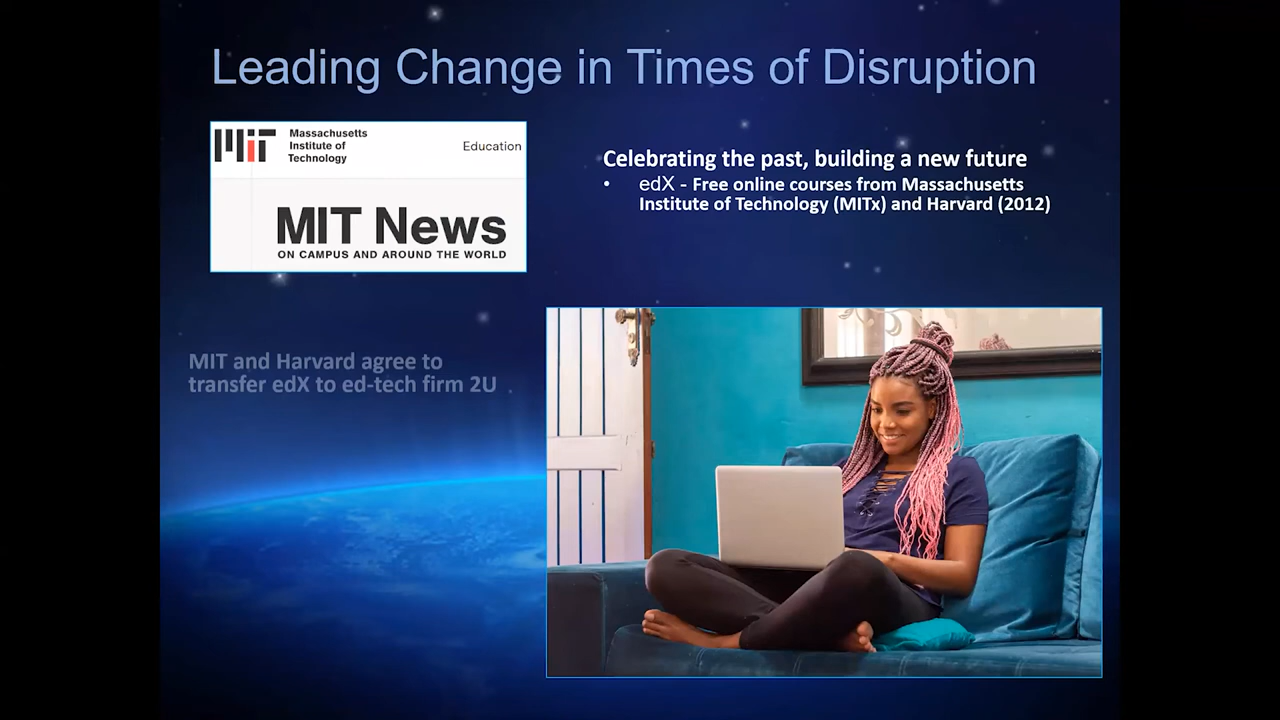 Leading Change in Times of Disruption
MIT
Massachusetts
Institute of
Technology
Education
MIT News
ON CAMPUS AND AROUND THE WORLD
Celebrating the past, building a new future
• edX - Free online courses from Massachusetts
Institute of Technology (MITx) and Harvard (2012)
MIT and Harvard agree to
transfer edX to ed-tech firm 2U